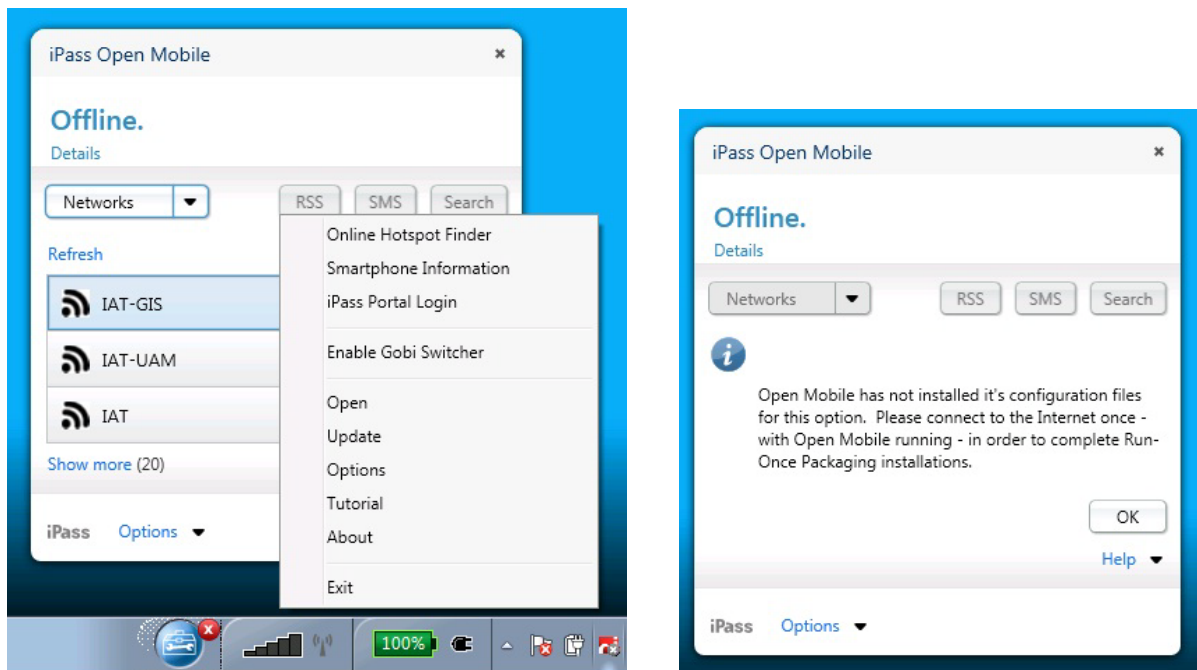 iPass Open Mobile
Offline.
Details
Networks
RSS SMS Search
Refresh
IAT-GIS
IAT-UAM
IAT
Show more (20)
iPass Options
Online Hotspot Finder
Smartphone Information
iPass Portal Login
Enable Gobi Switcher
Open
Update
Options
Tutorial
About
Exit
100%
iPass Open Mobile
Offline.
Details
Networks RSS SMS Search
Open Mobile has not installed it's configuration files
for this option. Please connect to the Internet once -
with Open Mobile running - in order to complete Run-
Once Packaging installations.
OK
Help
iPass Options